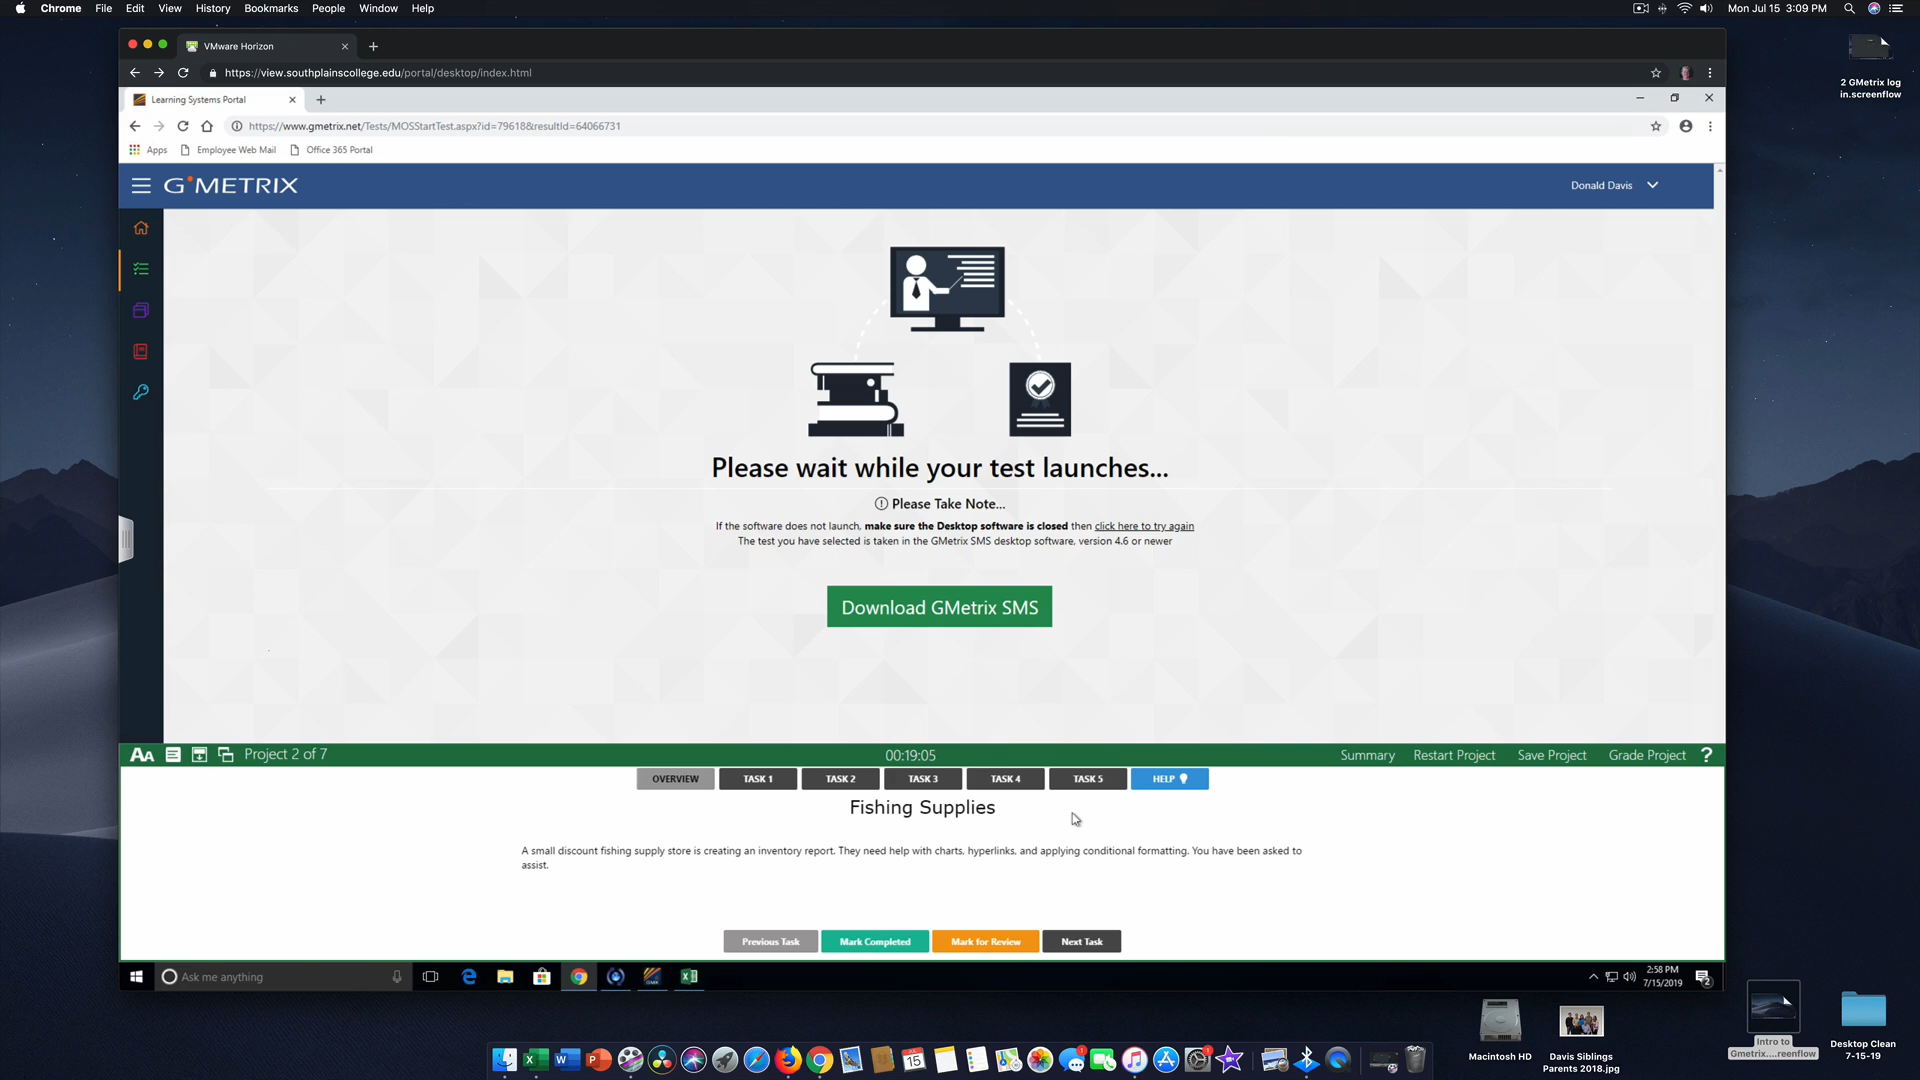 Chrome File Edit View History Bookmarks People Window Help
Mon Jul 15 3:09 PM
VMware Horizon
https://view.southplainscollege.edu/portal/desktop/index.html
2 GMetrix log
in.screenflow
Learning Systems Portal
https://www.gmetrix.net/Tests/MOSStartTest.aspx?id=79618&resultId=64066731
Apps Employee Web Mail Office 365 Portal
GMETRIX
Donald Davis
Please wait while your test launches...
Please Take Note...
If the software does not launch, make sure the Desktop software is closed then click here to try again
The test you have selected is taken in the GMetrix SMS desktop software, version 4.6 or newer
Download GMetrix SMS
AA Project 2 of 7 00:19:05 Summary Restart Project Save Project Grade Project ?
OVERVIEW TASK 1 TASK 2 TASK 3 TASK 4 TASK 5 HELP
Fishing Supplies
A small discount fishing supply store is creating an inventory report. They need help with charts, hyperlinks, and applying conditional formatting. You have been asked to
assist.
Previous Task Mark Completed Mark for Review Next Task
Ask me anything
2:58 PM
7/15/2019
2
Macintosh HD
Davis Siblings
Parents 2018.jpg
Intro to
Gmetrix....reenflow
Desktop Clean
7-15-19